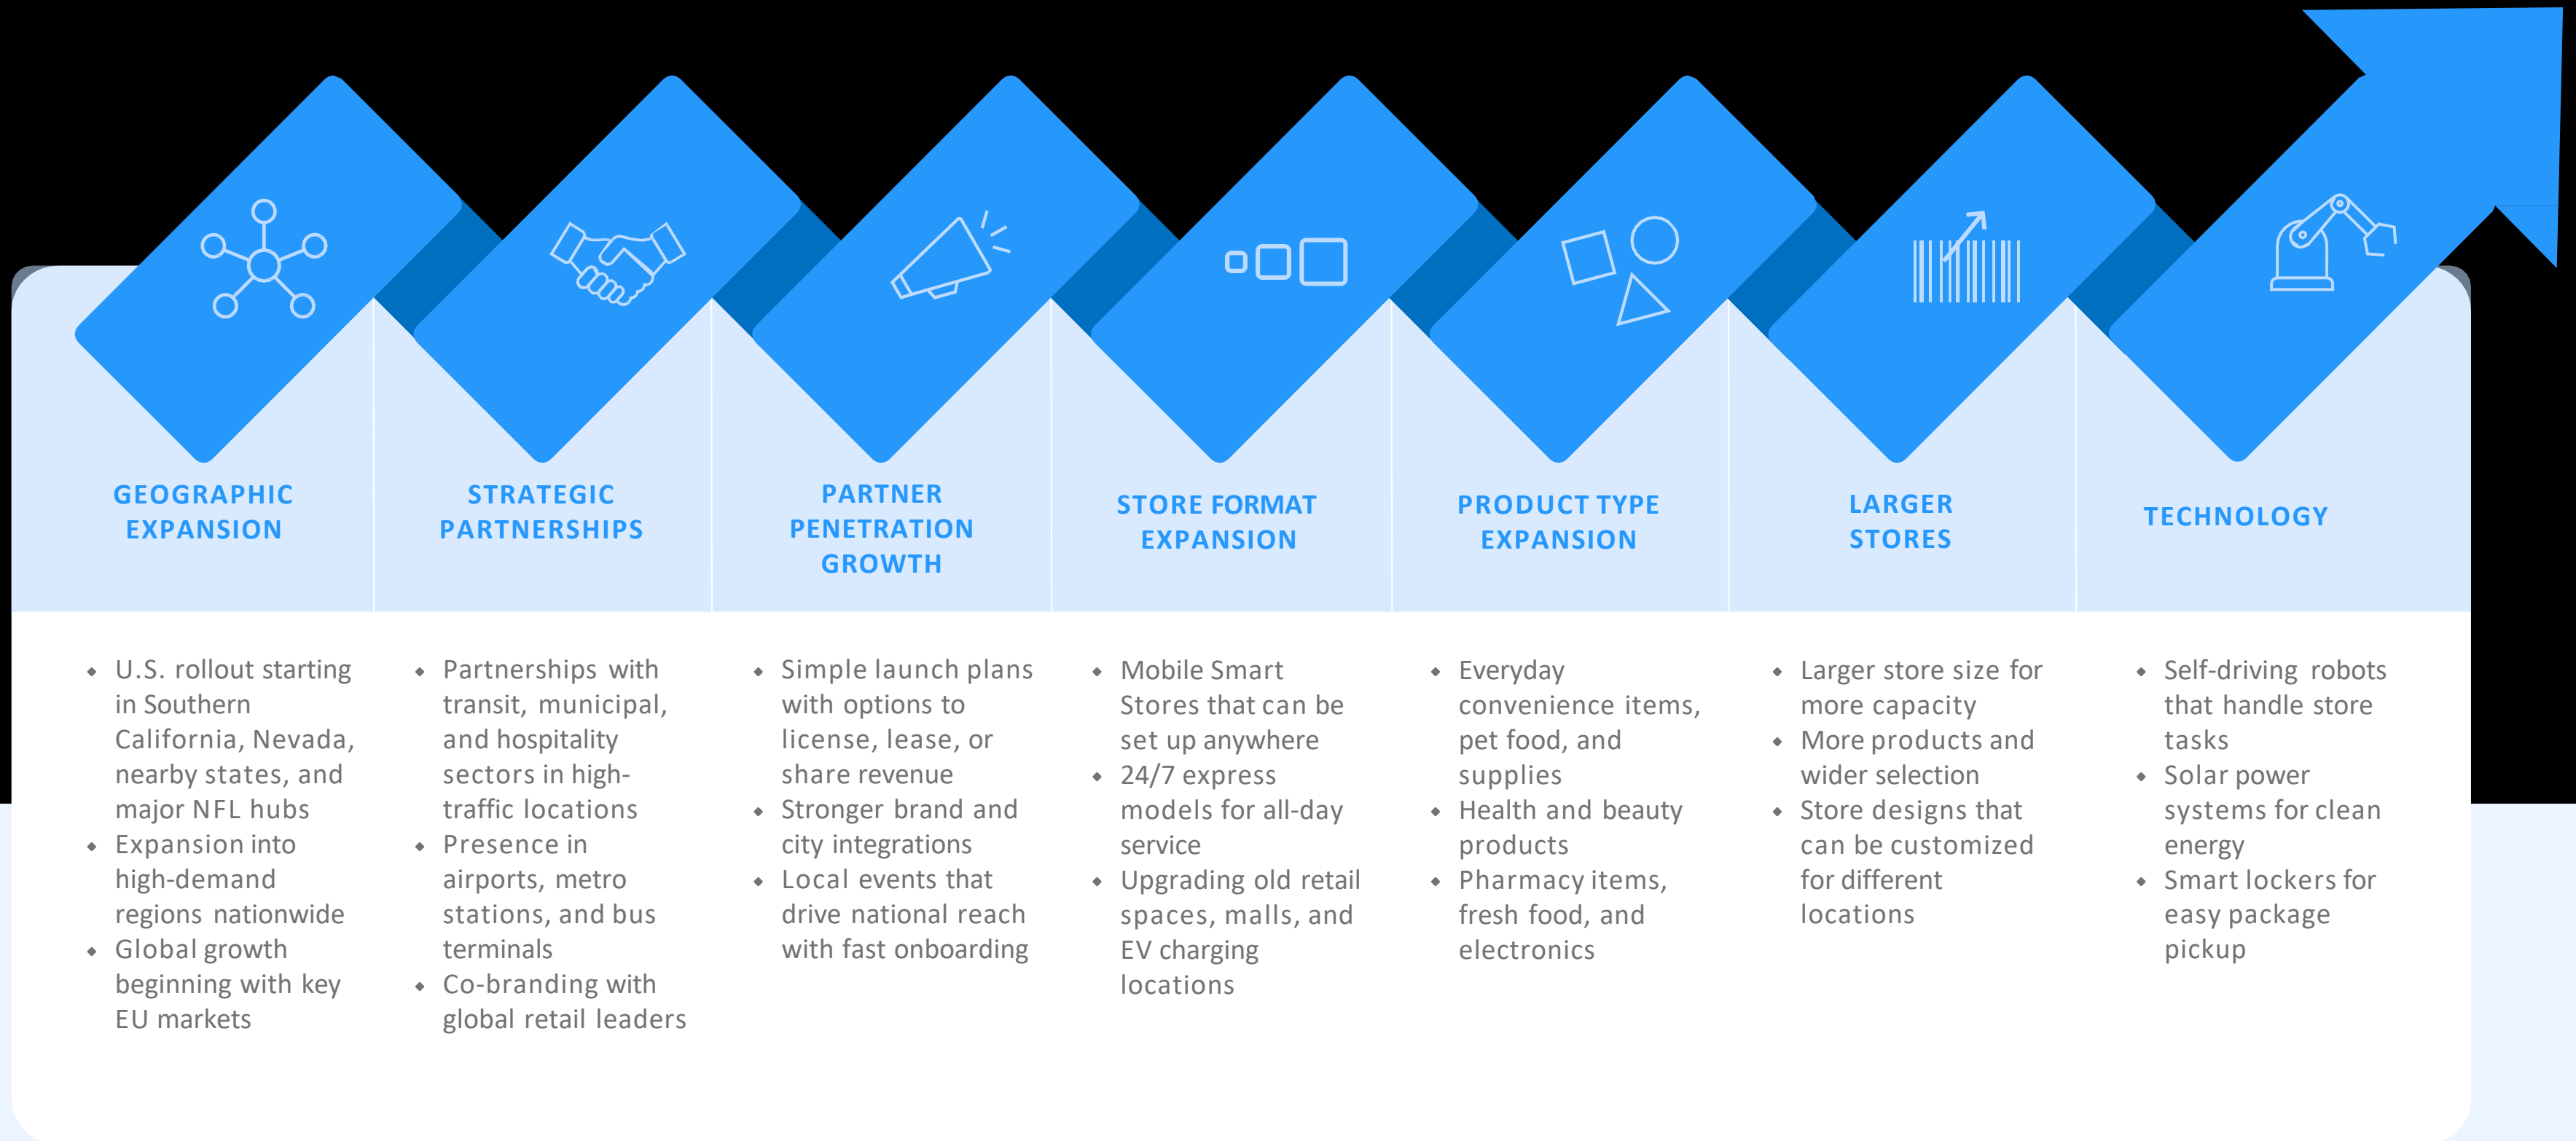 GEOGRAPHIC
EXPANSION
STRATEGIC
PARTNERSHIPS
PARTNER
PENETRATION
GROWTH
STORE FORMAT
EXPANSION
PRODUCT TYPE
EXPANSION
LARGER
STORES
TECHNOLOGY
• U.S. rollout starting
in Southern
California, Nevada,
nearby states, and
major NFL hubs
• Expansion into
high-demand
regions nationwide
• Global growth
beginning with key
EU markets
• Partnerships with
transit, municipal,
and hospitality
sectors in high-
traffic locations
• Presence in
airports, metro
stations, and bus
terminals
• Co-branding with
global retail leaders
• Simple launch plans
with options to
license, lease, or
share revenue
• Stronger brand and
city integrations
• Local events that
drive national reach
with fast onboarding
• Mobile Smart
Stores that can be
set up anywhere
• 24/7 express
models for all-day
service
• Upgrading old retail
spaces, malls, and
EV charging
locations
• Everyday
convenience items,
pet food, and
supplies
• Health and beauty
products
• Pharmacy items,
fresh food, and
electronics
• Larger store size for
more capacity
• More products and
wider selection
• Store designs that
can be customized
for different
locations
• Self-driving robots
that handle store
tasks
• Solar power
systems for clean
energy
• Smart lockers for
easy package
pickup